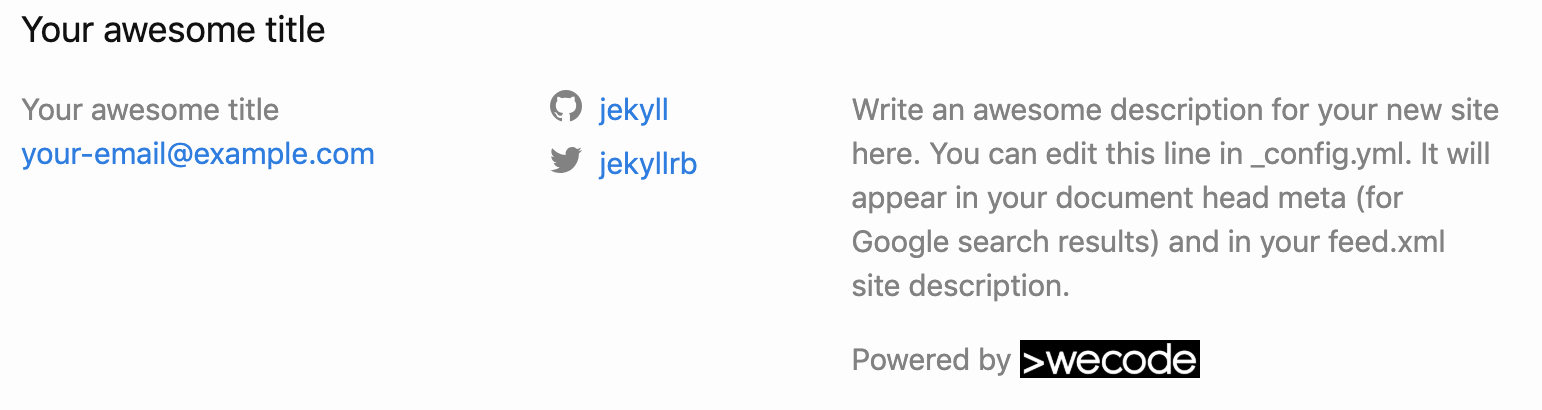 Your awesome title
Your awesome title
your-email@example.com
jekyll
jekyllrb
Write an awesome description for your new site
here. You can edit this line in _config.yml. It will
appear in your document head meta (for
Google search results) and in your feed.xml
site description.
Powered by >wecode